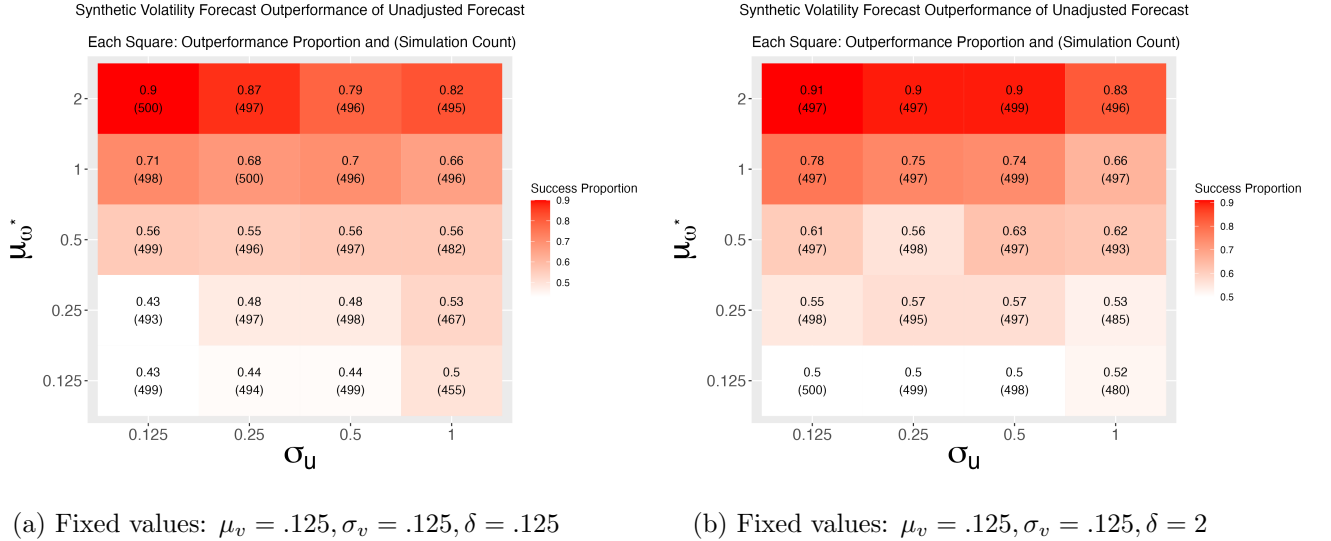 Synthetic Volatility Forecast Outperformance of Unadjusted Forecast
Each Square: Outperformance Proportion and (Simulation Count)
μω*
2
0.9 0.87 0.79 0.82
(500) (497) (496) (495)
1
0.71 0.68 0.7 0.66
(498) (500) (496) (496)
0.5
0.56 0.55 0.56 0.56
(499) (496) (497) (482)
0.25
0.43 0.48 0.48 0.53
(493) (497) (498) (467)
0.125
0.43 0.44 0.44 0.5
(499) (494) (499) (455)
0.125 0.25 0.5 1
σu
Success Proportion
0.9
0.8
0.7
0.6
0.5
(a) Fixed values: μv = .125, σv = .125, δ = .125
Synthetic Volatility Forecast Outperformance of Unadjusted Forecast
Each Square: Outperformance Proportion and (Simulation Count)
μω*
2
0.91 0.9 0.9 0.83
(497) (497) (499) (496)
1
0.78 0.75 0.74 0.66
(497) (497) (499) (497)
0.5
0.61 0.56 0.63 0.62
(497) (498) (497) (493)
0.25
0.55 0.57 0.57 0.53
(498) (495) (497) (485)
0.125
0.5 0.5 0.5 0.52
(500) (499) (498) (480)
0.125 0.25 0.5 1
σu
Success Proportion
0.9
0.8
0.7
0.6
0.5
(b) Fixed values: μv = .125, σv = .125, δ = 2